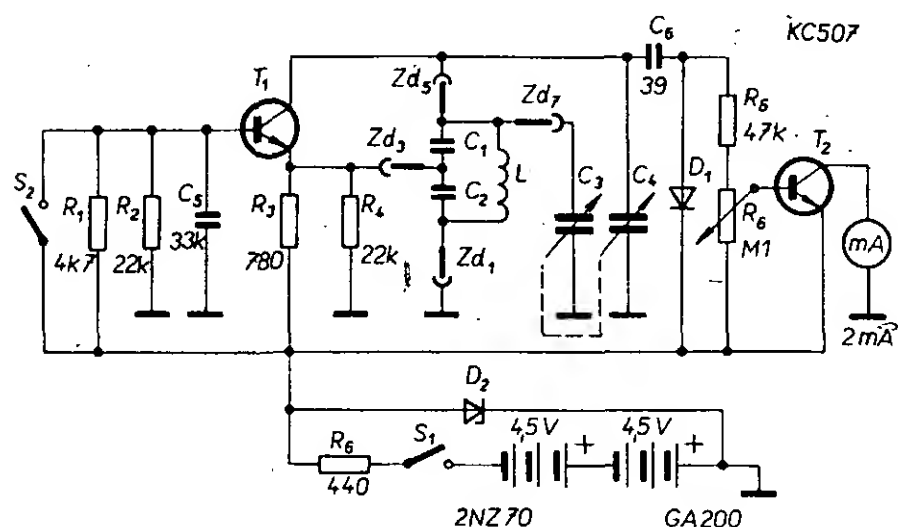 KC507
C6
39
T1
Zd5
Zd7
R6
47k
T2
Zd3
C1
L
C2
C3
C4
D1
S2
R1
4k7
R2
22k
C5
33k
R3
780
R4
22k
Zd1
R6
M1
mA
2mA
D2
R6
440
S1
4,5V
+
4,5V
+
2NZ70
GA200